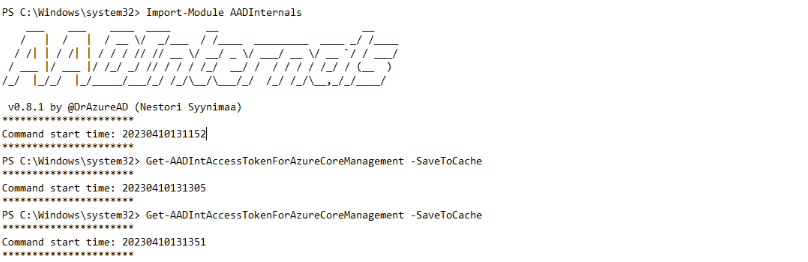 PS C:\Windows\system32> Import-Module AADInternals
AADInternals
v0.8.1 by @DrAzureAD (Nestori Syynimaa)
**********************
Command start time: 20230410131152
**********************
PS C:\Windows\system32> Get-AADIntAccessTokenForAzureCoreManagement -SaveToCache
**********************
Command start time: 20230410131305
**********************
PS C:\Windows\system32> Get-AADIntAccessTokenForAzureCoreManagement -SaveToCache
**********************
Command start time: 20230410131351
**********************